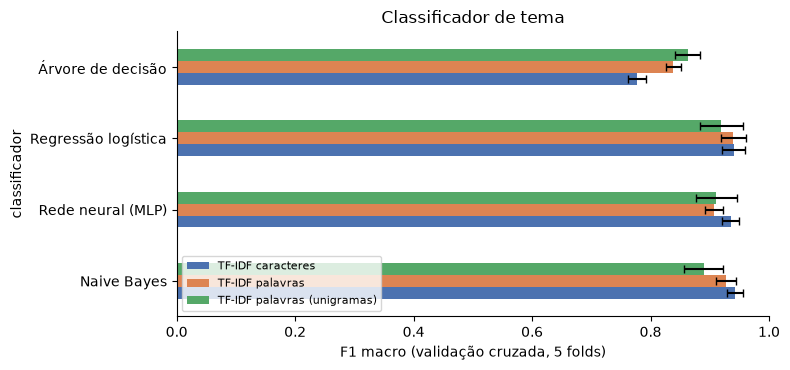 Classificador de tema
classificador
Árvore de decisão
Regressão logística
Rede neural (MLP)
Naive Bayes
TF-IDF caracteres
TF-IDF palavras
TF-IDF palavras (unigramas)
0.0 0.2 0.4 0.6 0.8 1.0
F1 macro (validação cruzada, 5 folds)